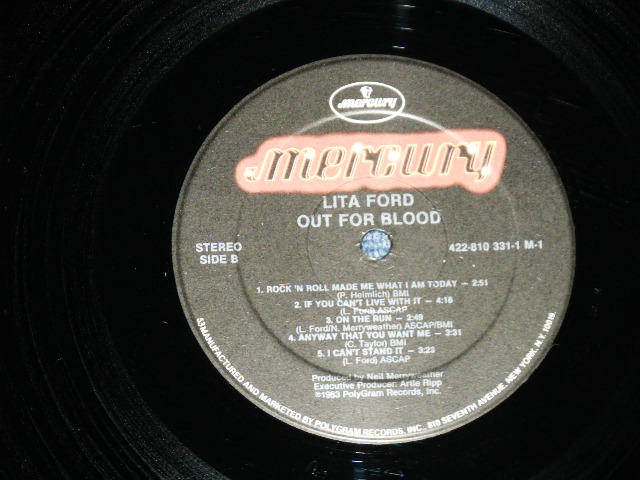 mercury
mercury
LITA FORD
OUT FOR BLOOD
STEREO
SIDE B
422-810 331-1 M-1
1. ROCK 'N ROLL MADE ME WHAT I AM TODAY — 2:51
(P. Heimlich) BMI
2. IF YOU CAN'T LIVE WITH IT — 4:18
(L. Ford) ASCAP
3. ON THE RUN — 2:49
(L. Ford/N. Merryweather) ASCAP/BMI
4. ANYWAY THAT YOU WANT ME — 3:31
(C. Taylor) BMI
5. I CAN'T STAND IT — 3:23
(L. Ford) ASCAP
Produced by Neil Merryweather
Executive Producer: Artie Ripp
℗1983 PolyGram Records, Inc.
53 MANUFACTURED AND MARKETED BY POLYGRAM RECORDS, INC. 810 SEVENTH AVENUE, NEW YORK, N.Y. 10019.